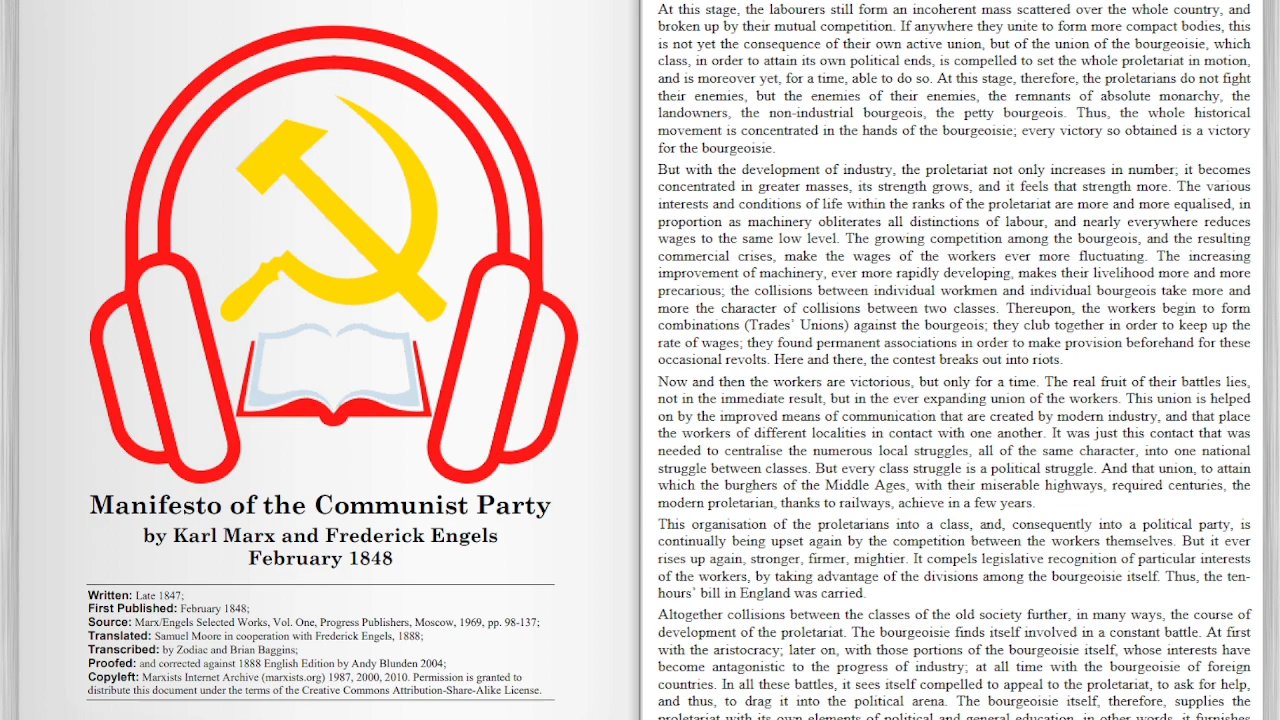 Manifesto of the Communist Party
by Karl Marx and Frederick Engels
February 1848
Written: Late 1847;
First Published: February 1848;
Source: Marx/Engels Selected Works, Vol. One, Progress Publishers, Moscow, 1969, pp. 98-137;
Translated: Samuel Moore in cooperation with Frederick Engels, 1888;
Transcribed: by Zodiac and Brian Baggins;
Proofed: and corrected against 1888 English Edition by Andy Blunden 2004;
Copyleft: Marxists Internet Archive (marxists.org) 1987, 2000, 2010. Permission is granted to
distribute this document under the terms of the Creative Commons Attribution-Share-Alike License.
At this stage, the labourers still form an incoherent mass scattered over the whole country, and
broken up by their mutual competition. If anywhere they unite to form more compact bodies, this
is not yet the consequence of their own active union, but of the union of the bourgeoisie, which
class, in order to attain its own political ends, is compelled to set the whole proletariat in motion,
and is moreover yet, for a time, able to do so. At this stage, therefore, the proletarians do not fight
their enemies, but the enemies of their enemies, the remnants of absolute monarchy, the
landowners, the non-industrial bourgeois, the petty bourgeois. Thus, the whole historical
movement is concentrated in the hands of the bourgeoisie; every victory so obtained is a victory
for the bourgeoisie.
But with the development of industry, the proletariat not only increases in number; it becomes
concentrated in greater masses, its strength grows, and it feels that strength more. The various
interests and conditions of life within the ranks of the proletariat are more and more equalised, in
proportion as machinery obliterates all distinctions of labour, and nearly everywhere reduces
wages to the same low level. The growing competition among the bourgeois, and the resulting
commercial crises, make the wages of the workers ever more fluctuating. The increasing
improvement of machinery, ever more rapidly developing, makes their livelihood more and more
precarious; the collisions between individual workmen and individual bourgeois take more and
more the character of collisions between two classes. Thereupon, the workers begin to form
combinations (Trades’ Unions) against the bourgeois; they club together in order to keep up the
rate of wages; they found permanent associations in order to make provision beforehand for these
occasional revolts. Here and there, the contest breaks out into riots.
Now and then the workers are victorious, but only for a time. The real fruit of their battles lies,
not in the immediate result, but in the ever expanding union of the workers. This union is helped
on by the improved means of communication that are created by modern industry, and that place
the workers of different localities in contact with one another. It was just this contact that was
needed to centralise the numerous local struggles, all of the same character, into one national
struggle between classes. But every class struggle is a political struggle. And that union, to attain
which the burghers of the Middle Ages, with their miserable highways, required centuries, the
modern proletarian, thanks to railways, achieve in a few years.
This organisation of the proletarians into a class, and, consequently into a political party, is
continually being upset again by the competition between the workers themselves. But it ever
rises up again, stronger, firmer, mightier. It compels legislative recognition of particular interests
of the workers, by taking advantage of the divisions among the bourgeoisie itself. Thus, the ten-
hours’ bill in England was carried.
Altogether collisions between the classes of the old society further, in many ways, the course of
development of the proletariat. The bourgeoisie finds itself involved in a constant battle. At first
with the aristocracy; later on, with those portions of the bourgeoisie itself, whose interests have
become antagonistic to the progress of industry; at all time with the bourgeoisie of foreign
countries. In all these battles, it sees itself compelled to appeal to the proletariat, to ask for help,
and thus, to drag it into the political arena. The bourgeoisie itself, therefore, supplies the
proletariat with its own elements of political and general education, in other words, it furnishes